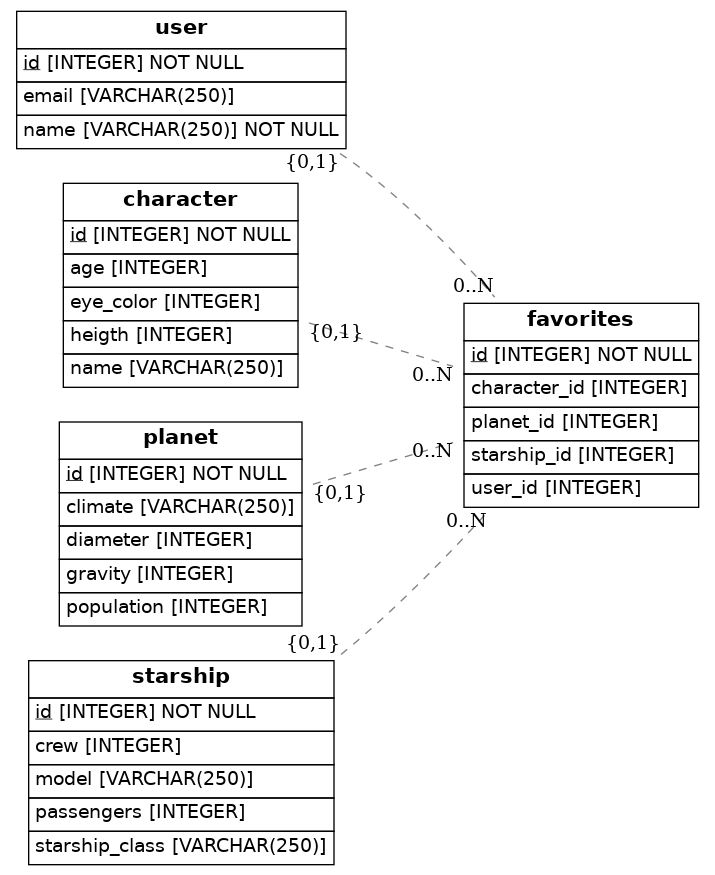 user
id [INTEGER] NOT NULL
email [VARCHAR(250)]
name [VARCHAR(250)] NOT NULL
{0,1}
0..N
character
id [INTEGER] NOT NULL
age [INTEGER]
eye_color [INTEGER]
heigth [INTEGER]
name [VARCHAR(250)]
{0,1}
0..N
favorites
id [INTEGER] NOT NULL
character_id [INTEGER]
planet_id [INTEGER]
starship_id [INTEGER]
user_id [INTEGER]
planet
id [INTEGER] NOT NULL
climate [VARCHAR(250)]
diameter [INTEGER]
gravity [INTEGER]
population [INTEGER]
0..N
{0,1}
0..N
{0,1}
starship
id [INTEGER] NOT NULL
crew [INTEGER]
model [VARCHAR(250)]
passengers [INTEGER]
starship_class [VARCHAR(250)]